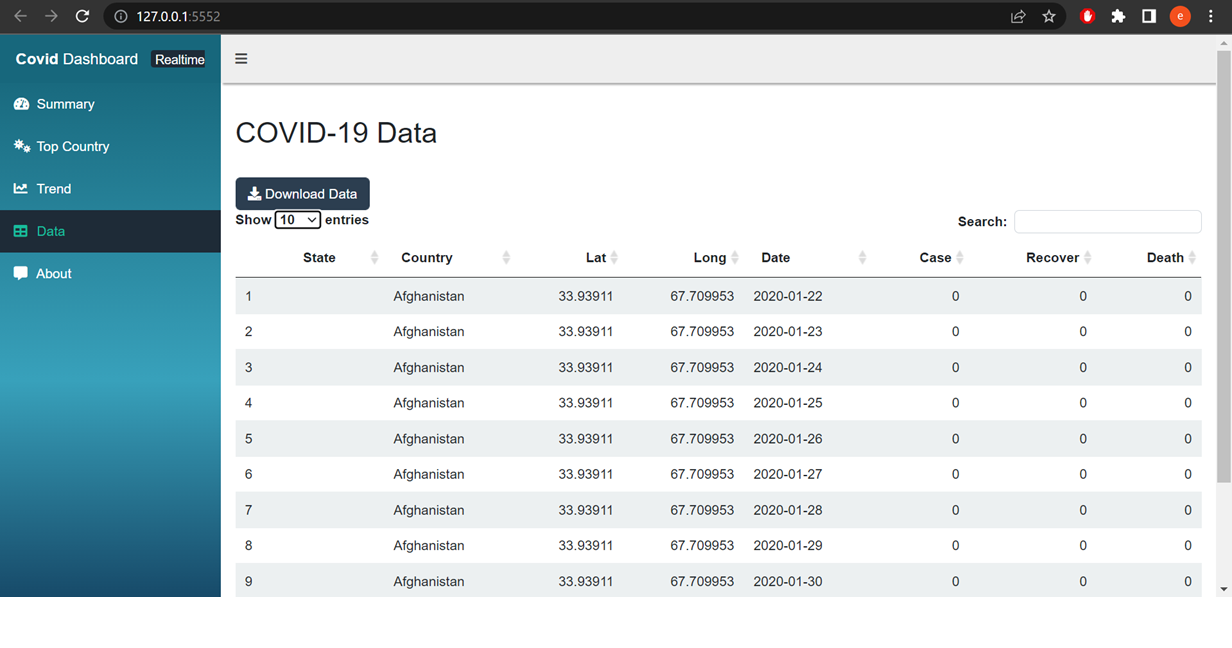 127.0.0.1:5552
e
Covid Dashboard Realtime
Summary
Top Country
Trend
Data
About
COVID-19 Data
Download Data
Show 10 entries
Search:
State Country Lat Long Date Case Recover Death
1 Afghanistan 33.93911 67.709953 2020-01-22 0 0 0
2 Afghanistan 33.93911 67.709953 2020-01-23 0 0 0
3 Afghanistan 33.93911 67.709953 2020-01-24 0 0 0
4 Afghanistan 33.93911 67.709953 2020-01-25 0 0 0
5 Afghanistan 33.93911 67.709953 2020-01-26 0 0 0
6 Afghanistan 33.93911 67.709953 2020-01-27 0 0 0
7 Afghanistan 33.93911 67.709953 2020-01-28 0 0 0
8 Afghanistan 33.93911 67.709953 2020-01-29 0 0 0
9 Afghanistan 33.93911 67.709953 2020-01-30 0 0 0